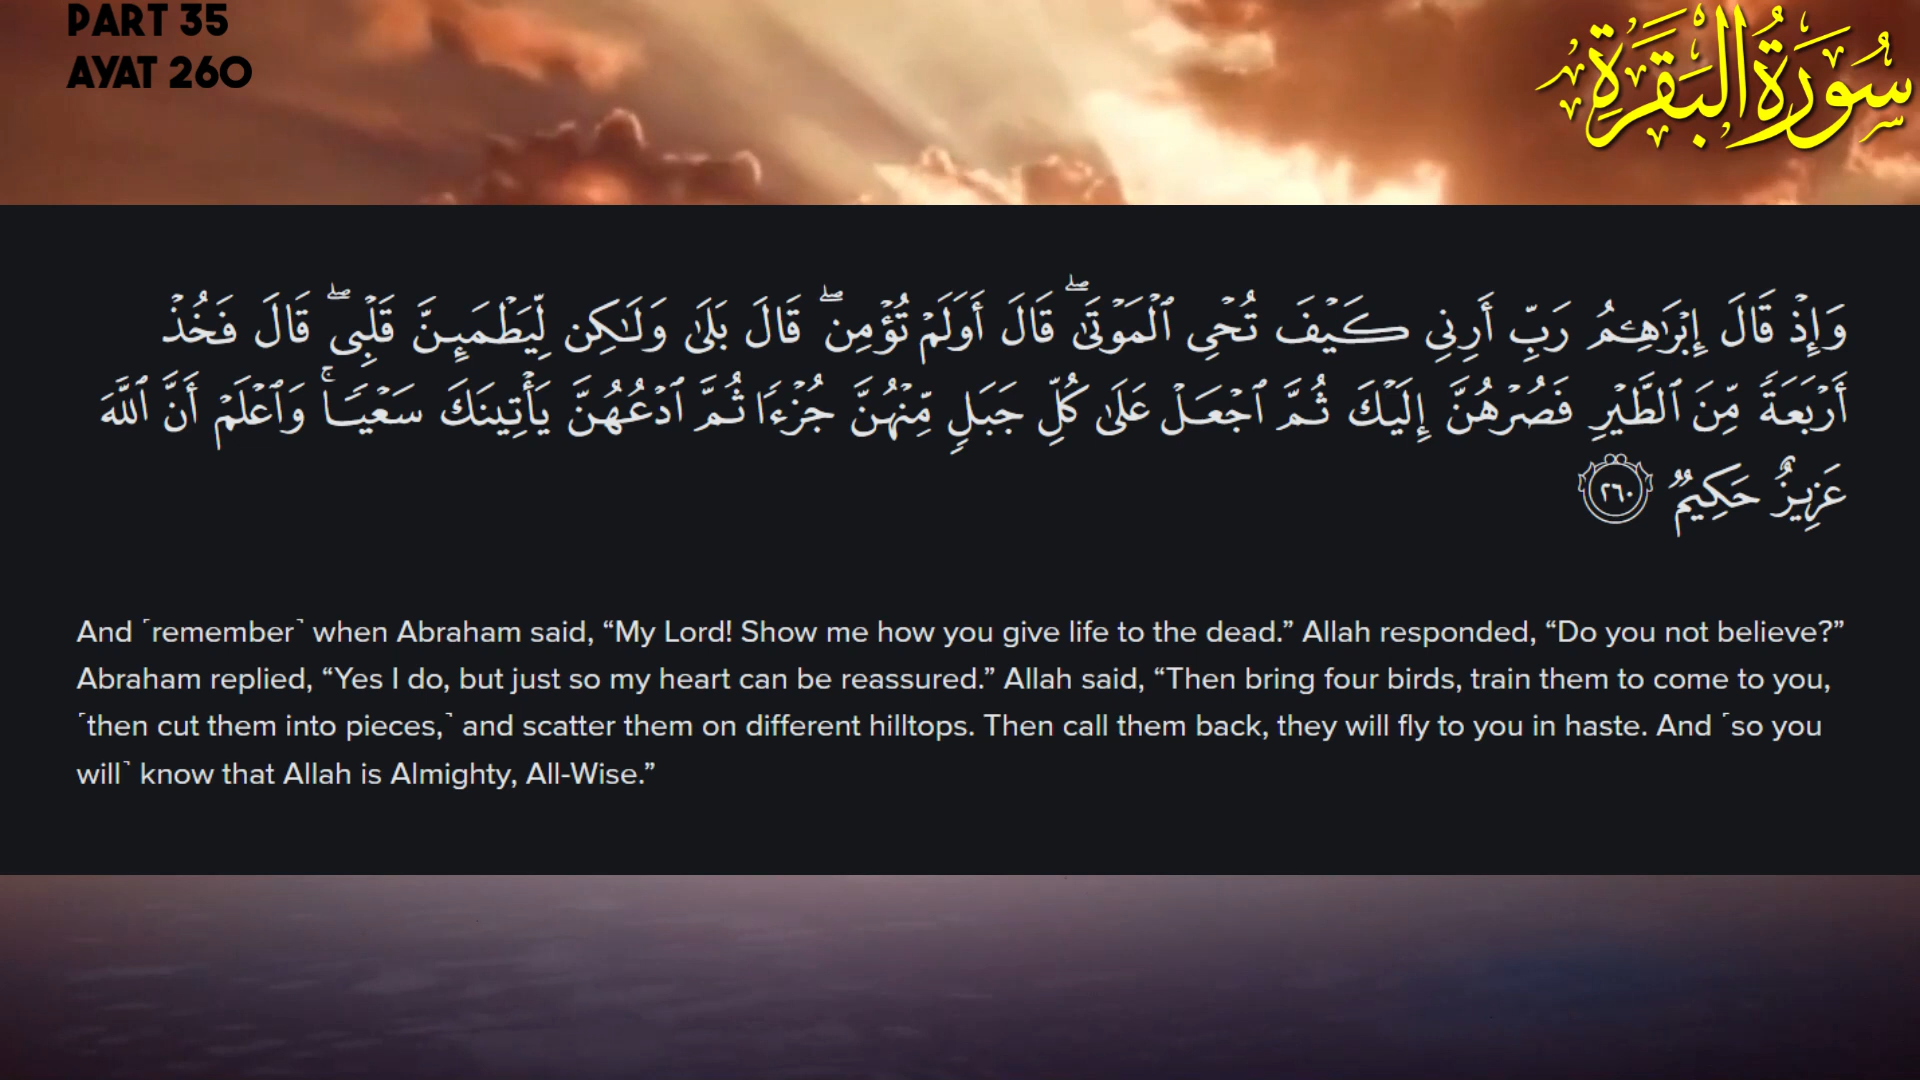 PART 35
AYAT 260
سُورَةُ البَقَرَةِ
وَإِذۡ قَالَ إِبۡرَٰهِـۧمُ رَبِّ أَرِنِي كَيۡفَ تُحۡيِ ٱلۡمَوۡتَىٰۖ قَالَ أَوَلَمۡ تُؤۡمِنۖ قَالَ بَلَىٰ وَلَٰكِن لِّيَطۡمَئِنَّ قَلۡبِيۖ قَالَ فَخُذۡ
أَرۡبَعَةٗ مِّنَ ٱلطَّيۡرِ فَصُرۡهُنَّ إِلَيۡكَ ثُمَّ ٱجۡعَلۡ عَلَىٰ كُلِّ جَبَلٖ مِّنۡهُنَّ جُزۡءٗا ثُمَّ ٱدۡعُهُنَّ يَأۡتِينَكَ سَعۡيٗاۚ وَٱعۡلَمۡ أَنَّ ٱللَّهَ
عَزِيزٌ حَكِيمٞ ٢٦٠
And ˹remember˺ when Abraham said, “My Lord! Show me how you give life to the dead.” Allah responded, “Do you not believe?”
Abraham replied, “Yes I do, but just so my heart can be reassured.” Allah said, “Then bring four birds, train them to come to you,
˹then cut them into pieces,˺ and scatter them on different hilltops. Then call them back, they will fly to you in haste. And ˹so you
will˺ know that Allah is Almighty, All-Wise.”